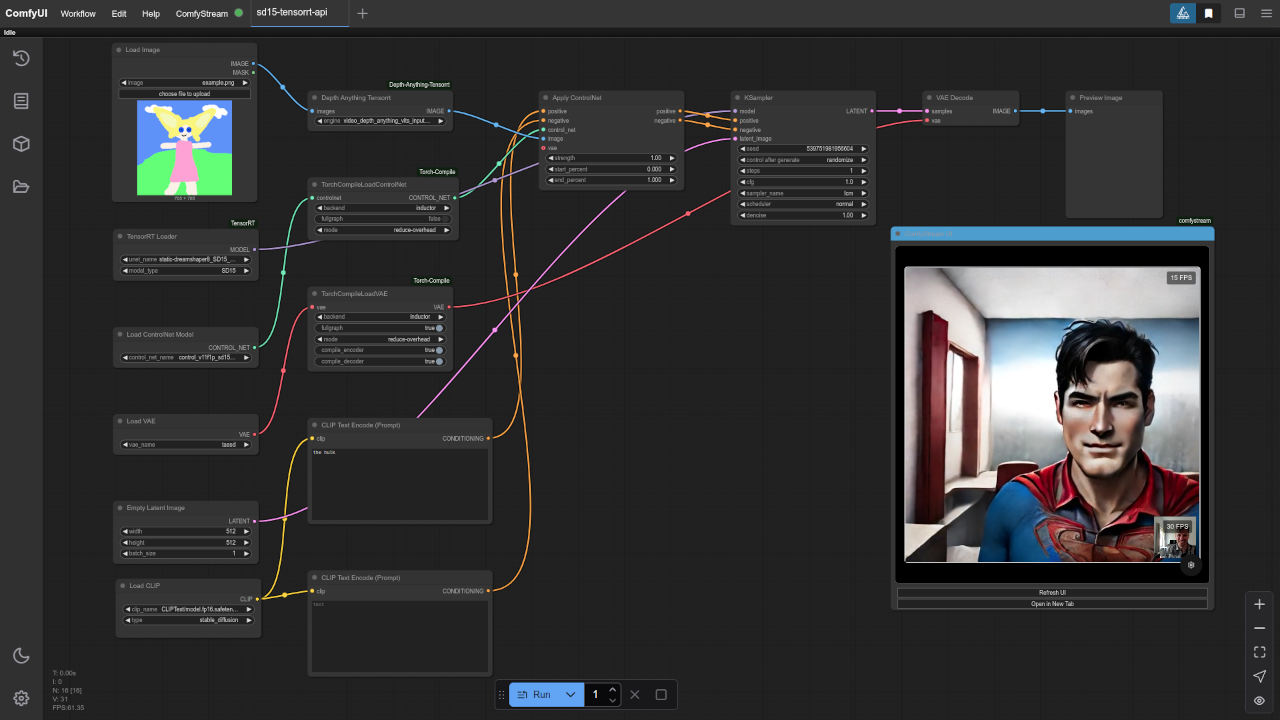 ComfyUI Workflow Edit Help ComfyStream sd15-tensorrt-api
Idle
Load Image
IMAGE
MASK
image example.png
choose file to upload
768 × 768
TensorRT
TensorRT Loader
MODEL
unet_name static-dreamshaper8_SD15_...
model_type SD15
Load ControlNet Model
CONTROL_NET
control_net_name control_v11f1p_sd15...
Load VAE
VAE
vae_name taesd
Empty Latent Image
LATENT
width 512
height 512
batch_size 1
Load CLIP
CLIP
clip_name CLIPText/model.fp16.safeten...
type stable_diffusion
Depth-Anything-Tensorrt
Depth Anything Tensorrt
images IMAGE
engine video_depth_anything_vits_input...
Torch-Compile
TorchCompileLoadControlNet
controlnet CONTROL_NET
backend inductor
fullgraph false
mode reduce-overhead
Torch-Compile
TorchCompileLoadVAE
vae VAE
backend inductor
fullgraph true
mode reduce-overhead
compile_encoder true
compile_decoder true
CLIP Text Encode (Prompt)
clip CONDITIONING
the hulk
CLIP Text Encode (Prompt)
clip CONDITIONING
text
Apply ControlNet
positive positive
negative negative
control_net
image
vae
strength 1.00
start_percent 0.000
end_percent 1.000
KSampler
model LATENT
positive
negative
latent_image
seed 539751991966604
control after generate randomize
steps 1
cfg 1.0
sampler_name lcm
scheduler normal
denoise 1.00
VAE Decode
samples IMAGE
vae
Preview Image
images
comfystream
15 FPS
30 FPS
Refresh UI
Open in New Tab
T: 0.00s
I: 0
N: 16 [16]
V: 31
FPS:61.35
Run 1